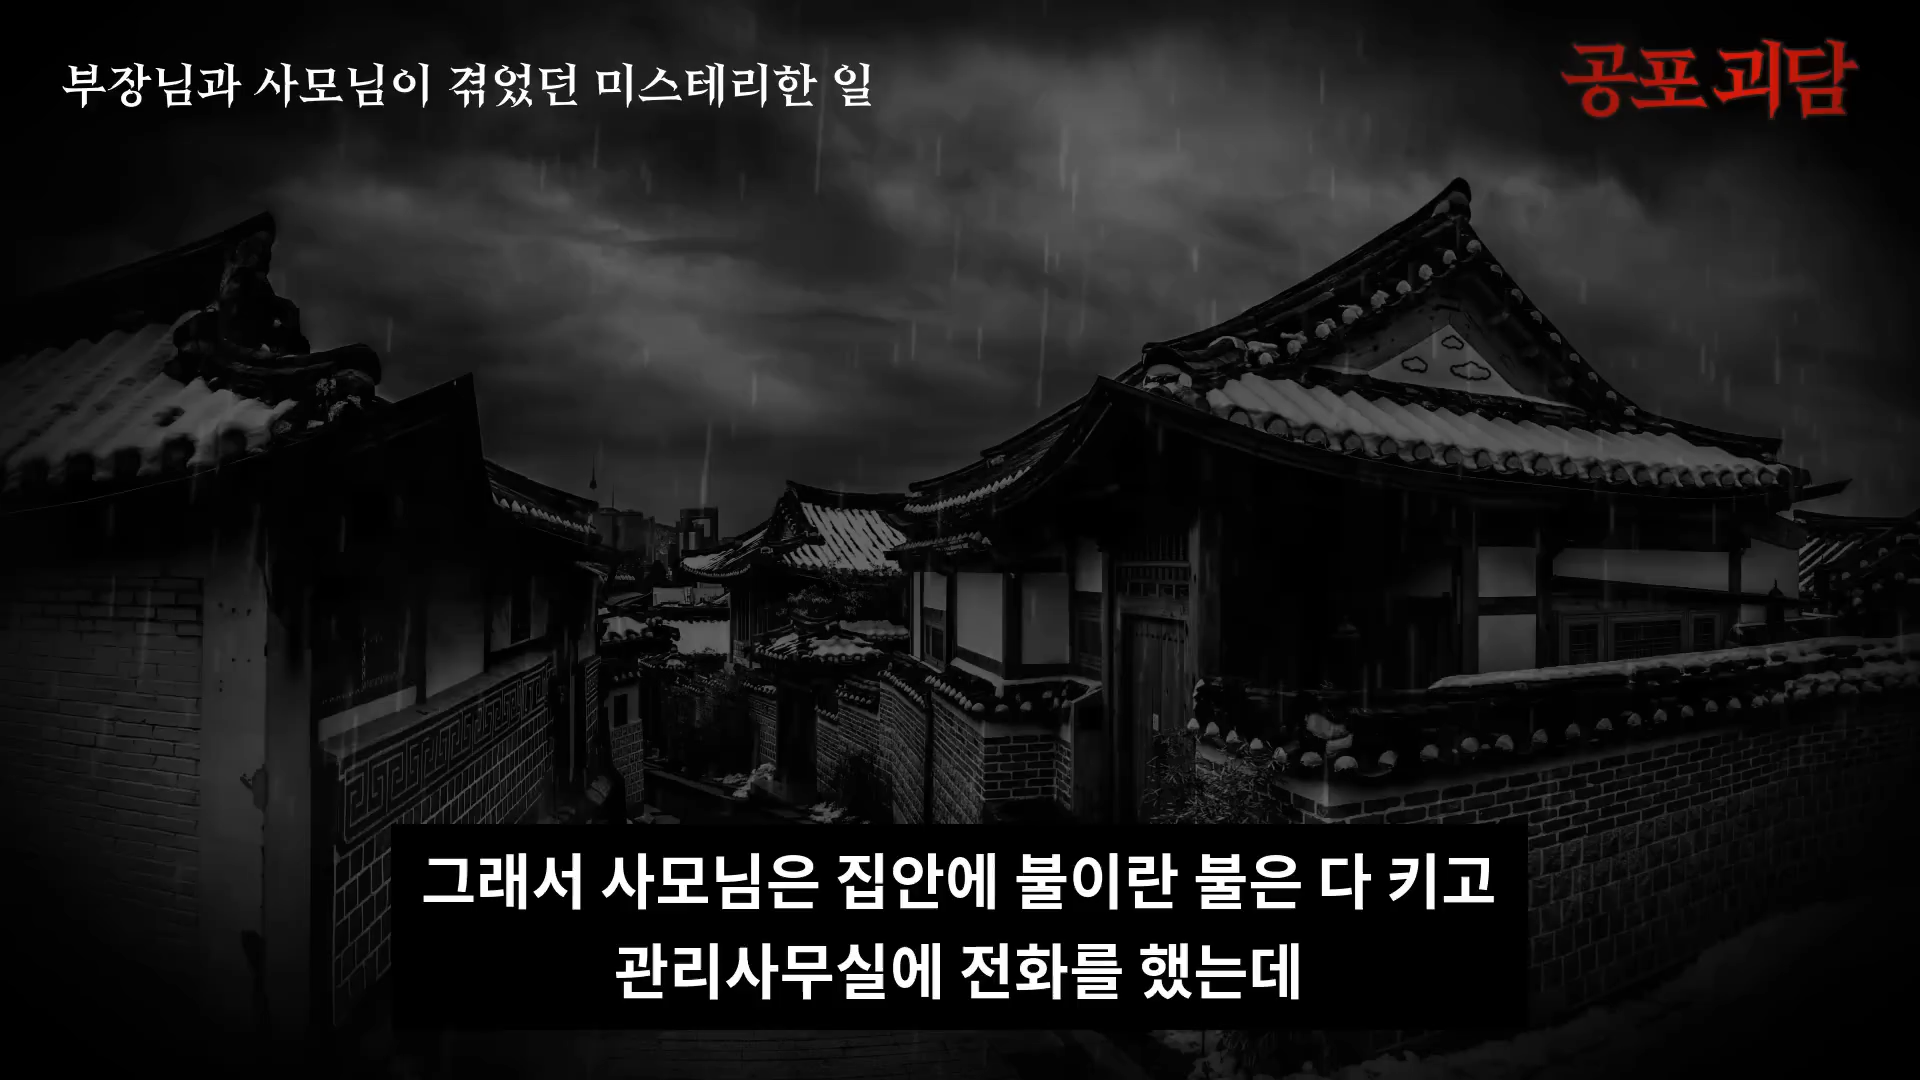 부장님과 사모님이 겪었던 미스테리한 일
공포 괴담
그래서 사모님은 집안에 불이란 불은 다 키고
관리사무실에 전화를 했는데